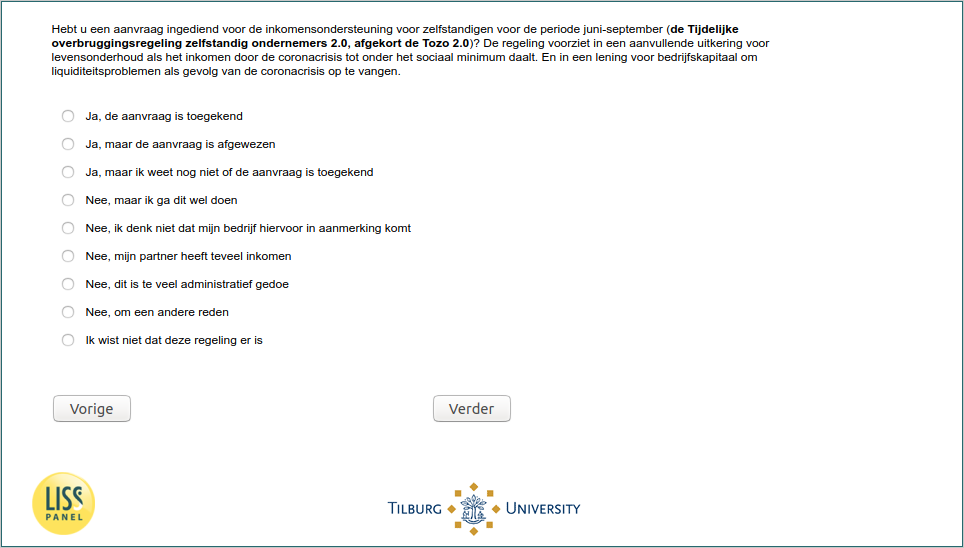 Hebt u een aanvraag ingediend voor de inkomensondersteuning voor zelfstandigen voor de periode juni-september (de Tijdelijke
overbruggingsregeling zelfstandig ondernemers 2.0, afgekort de Tozo 2.0)? De regeling voorziet in een aanvullende uitkering voor
levensonderhoud als het inkomen door de coronacrisis tot onder het sociaal minimum daalt. En in een lening voor bedrijfskapitaal om
liquiditeitsproblemen als gevolg van de coronacrisis op te vangen.
Ja, de aanvraag is toegekend
Ja, maar de aanvraag is afgewezen
Ja, maar ik weet nog niet of de aanvraag is toegekend
Nee, maar ik ga dit wel doen
Nee, ik denk niet dat mijn bedrijf hiervoor in aanmerking komt
Nee, mijn partner heeft teveel inkomen
Nee, dit is te veel administratief gedoe
Nee, om een andere reden
Ik wist niet dat deze regeling er is
Vorige Verder
LISS
PANEL
TILBURG UNIVERSITY